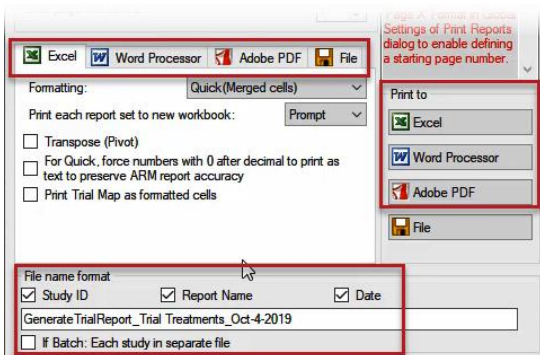 Settings of Print Reports
dialog to enable defining
a starting page number.
Excel Word Processor Adobe PDF File
Formatting: Quick(Merged cells)
Print each report set to new workbook: Prompt
Transpose (Pivot)
For Quick, force numbers with 0 after decimal to print as
text to preserve ARM report accuracy
Print Trial Map as formatted cells
Print to
Excel
Word Processor
Adobe PDF
File
File name format
Study ID Report Name Date
GenerateTrialReport_Trial Treatments_Oct-4-2019
If Batch: Each study in separate file